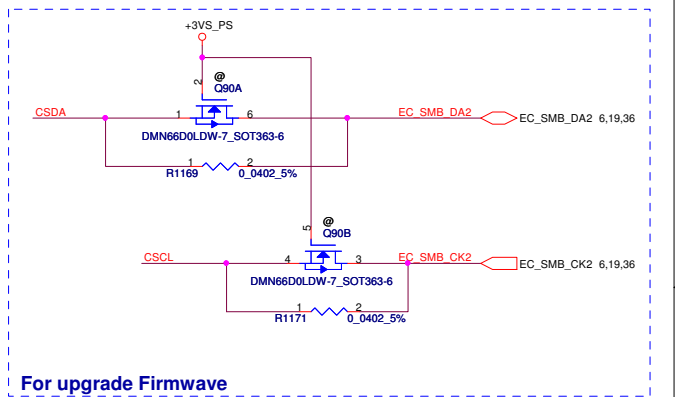 +3VS_PS
@
Q90A
2
CSDA
1
6
EC_SMB_DA2
EC_SMB_DA2 6,19,36
DMN66D0LDW-7_SOT363-6
1
2
R1169
0_0402_5%
@
Q90B
5
CSCL
4
3
EC_SMB_CK2
EC_SMB_CK2 6,19,36
DMN66D0LDW-7_SOT363-6
1
2
R1171
0_0402_5%
For upgrade Firmwave